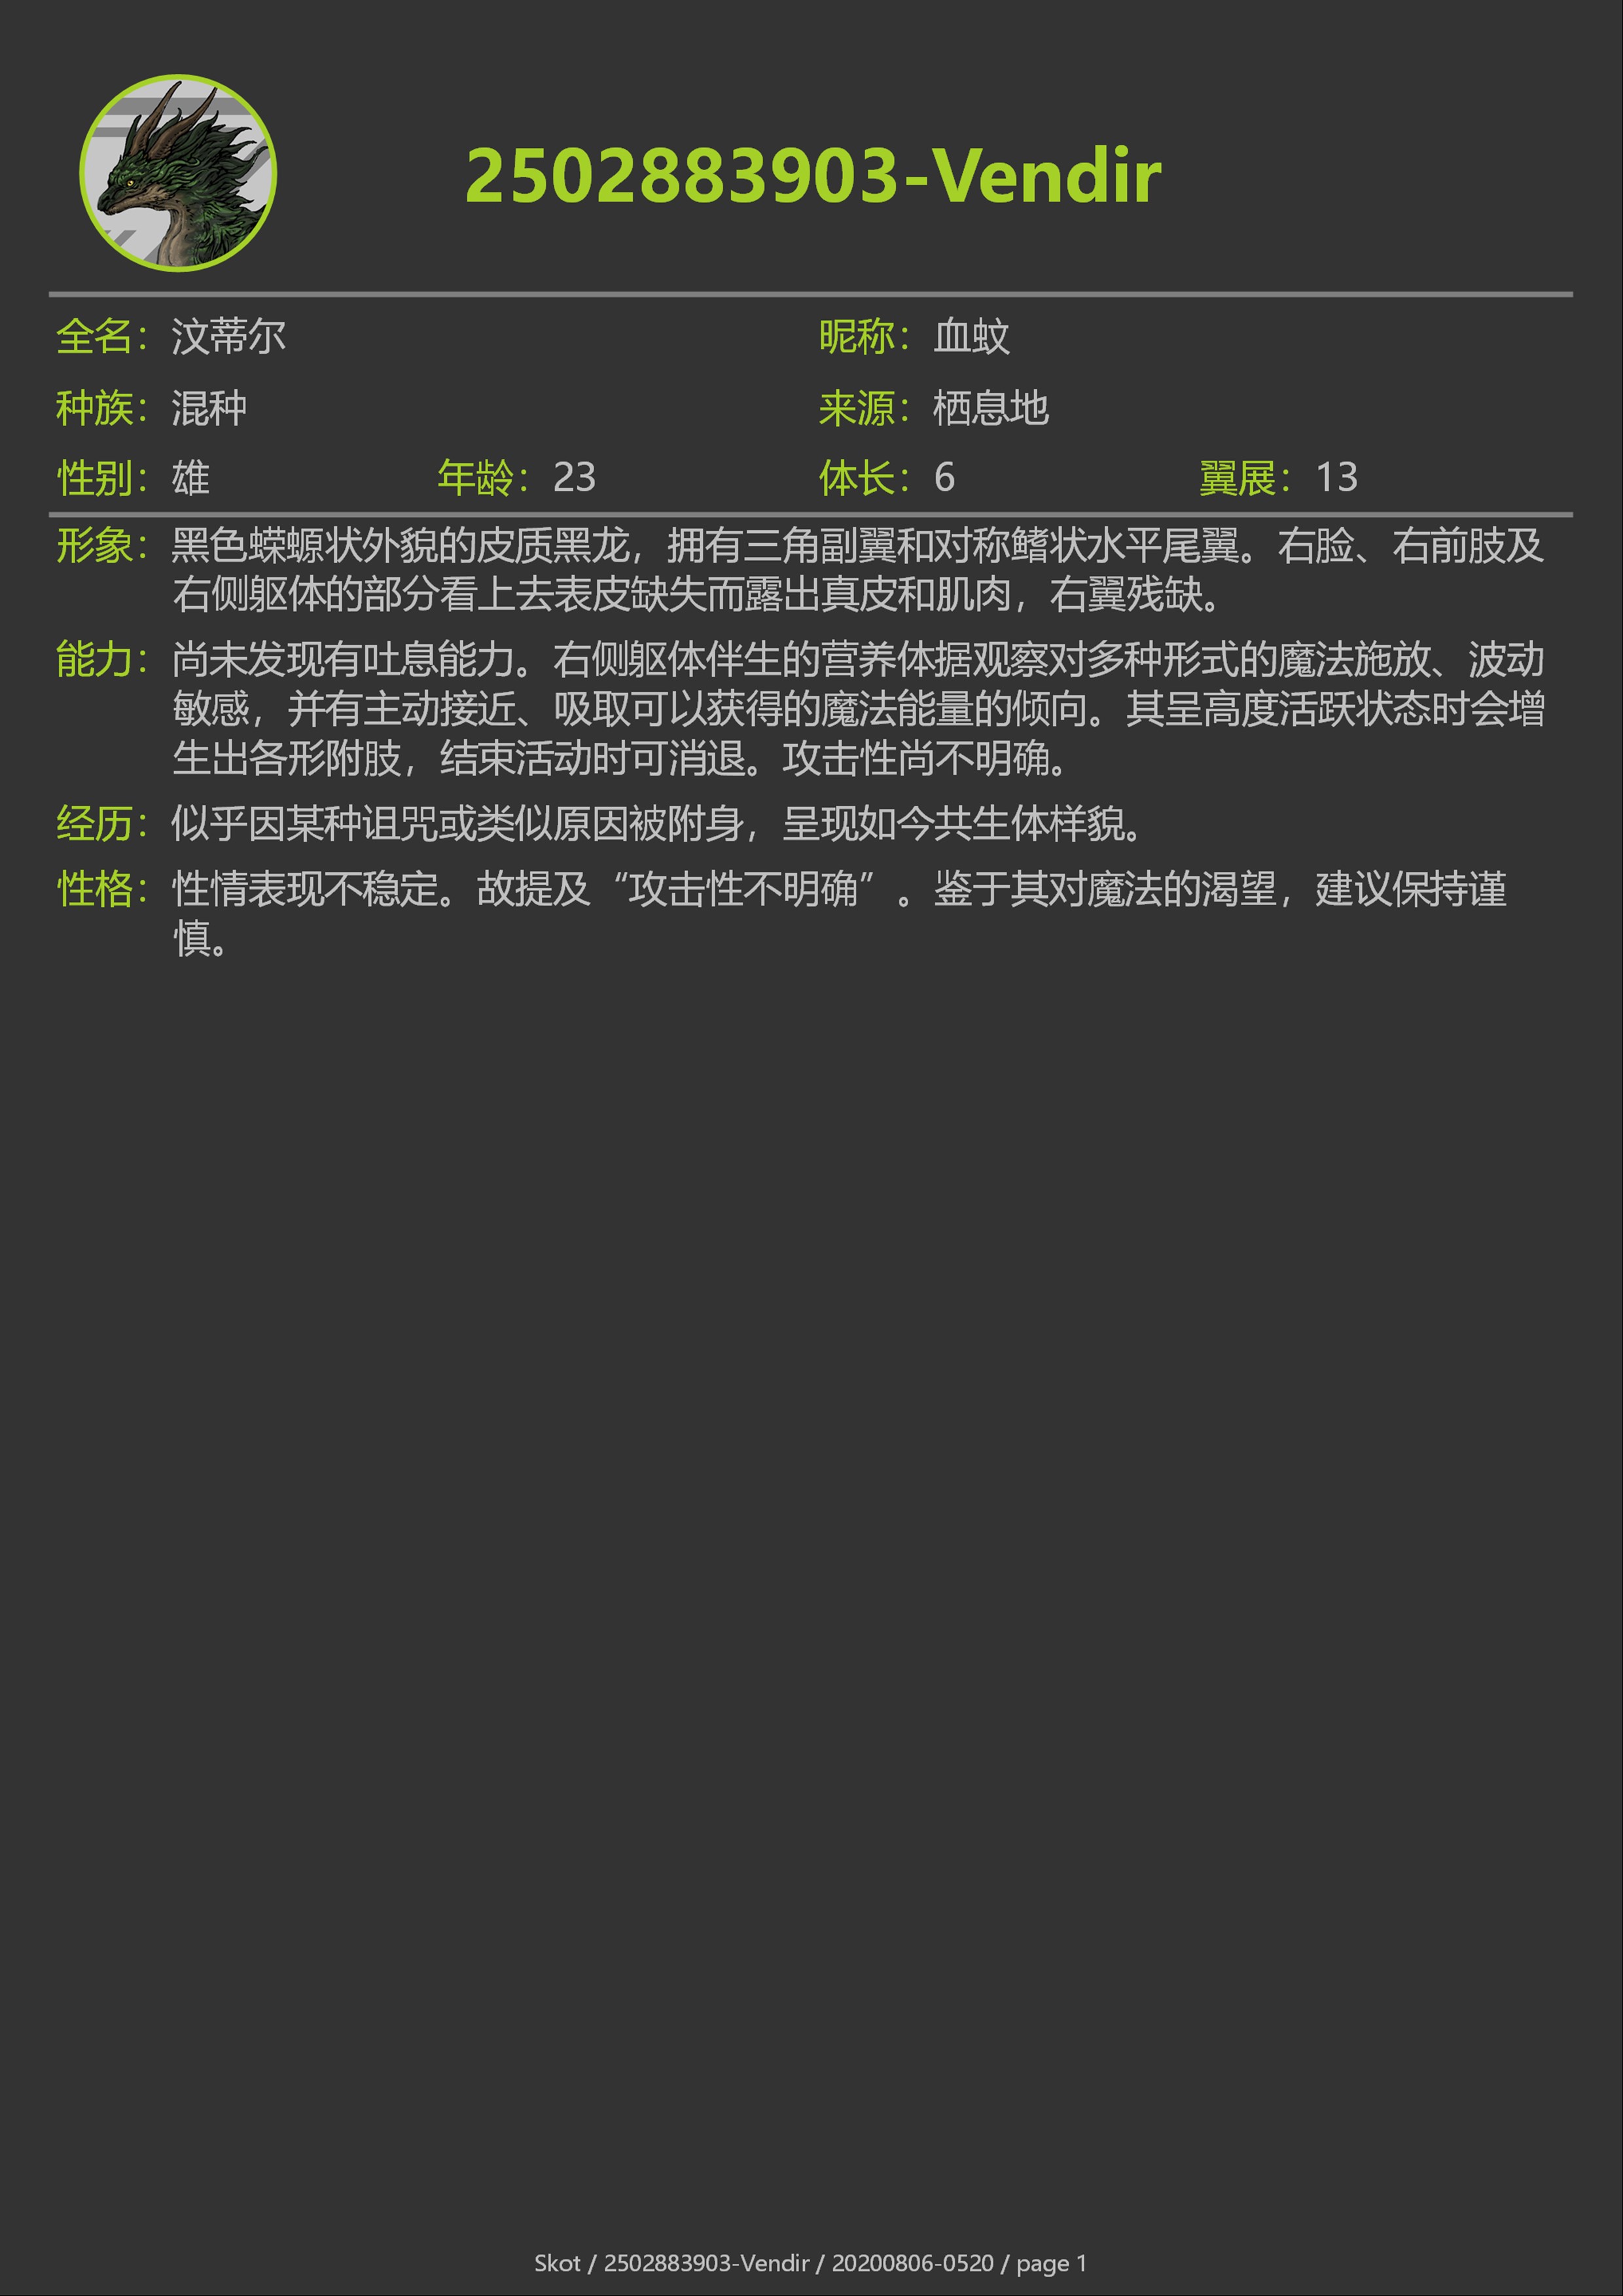 2502883903-Vendir
全名：汶蒂尔 昵称：血蚊
种族：混种 来源：栖息地
性别：雄 年龄：23 体长：6 翼展：13
形象：黑色蝾螈状外貌的皮质黑龙，拥有三角副翼和对称鳍状水平尾翼。右脸、右前肢及
右侧躯体的部分看上去表皮缺失而露出真皮和肌肉，右翼残缺。
能力：尚未发现有吐息能力。右侧躯体伴生的营养体据观察对多种形式的魔法施放、波动
敏感，并有主动接近、吸取可以获得的魔法能量的倾向。其呈高度活跃状态时会增
生出各形附肢，结束活动时可消退。攻击性尚不明确。
经历：似乎因某种诅咒或类似原因被附身，呈现如今共生体样貌。
性格：性情表现不稳定。故提及“攻击性不明确”。鉴于其对魔法的渴望，建议保持谨
慎。
Skot / 2502883903-Vendir / 20200806-0520 / page 1